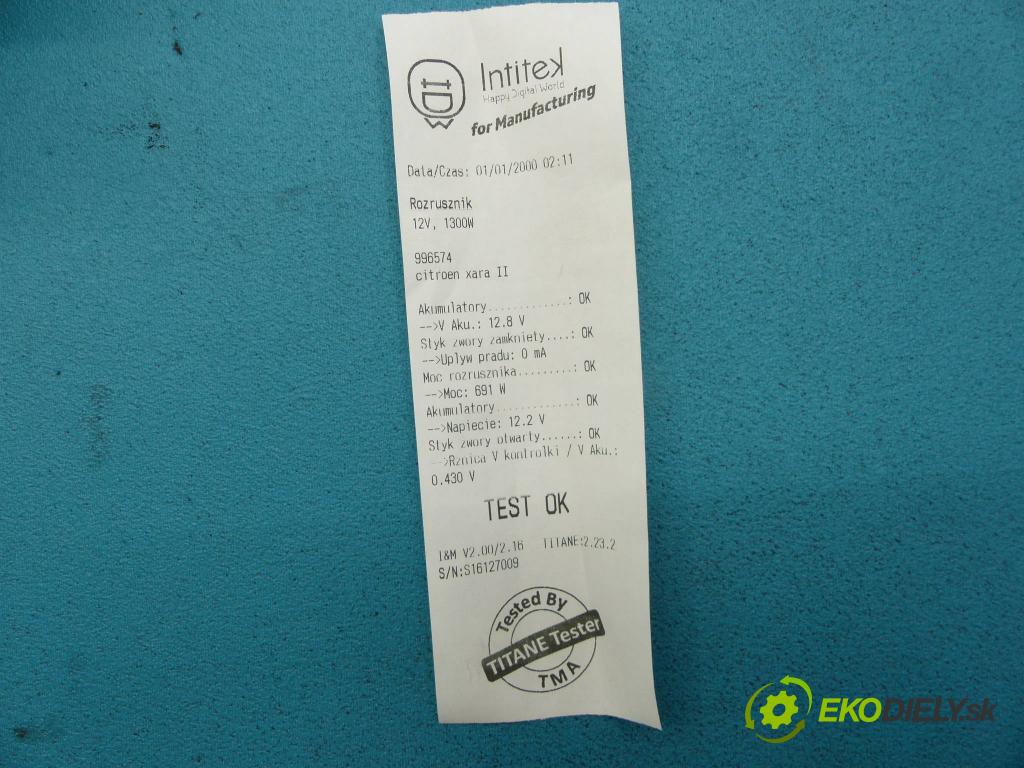 Intitek
Happy Digital World
for Manufacturing
Data/Czas: 01/01/2000 02:11
Rozrusznik
12V, 1300W
996574
citroen xara II
Akumulatory.............: OK
-->V Aku.: 12.8 V
Styk zwory zamkniety....: OK
-->Uplyw pradu: 0 mA
Moc rozrusznika.........: OK
-->Moc: 691 W
Akumulatory.............: OK
-->Napiecie: 12.2 V
Styk zwory otwarty......: OK
-->Rznica V kontrolki / V Aku.:
0.430 V
TEST OK
I&M V2.00/2.16 TITANE:2.23.2
S/N:S16127009
Tested By
TITANE Tester
TMA
EKODIELY.sk